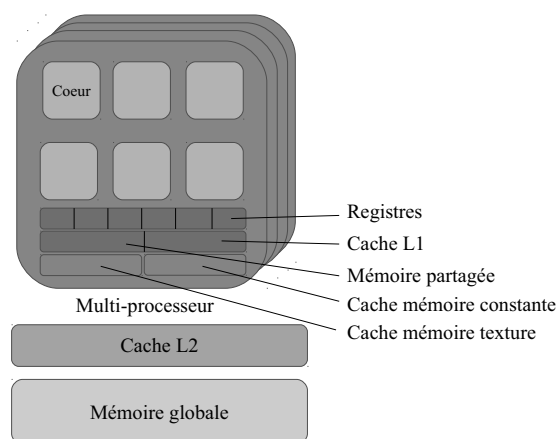 Coeur
Registres
Cache L1
Mémoire partagée
Cache mémoire constante
Cache mémoire texture
Multi-processeur
Cache L2
Mémoire globale